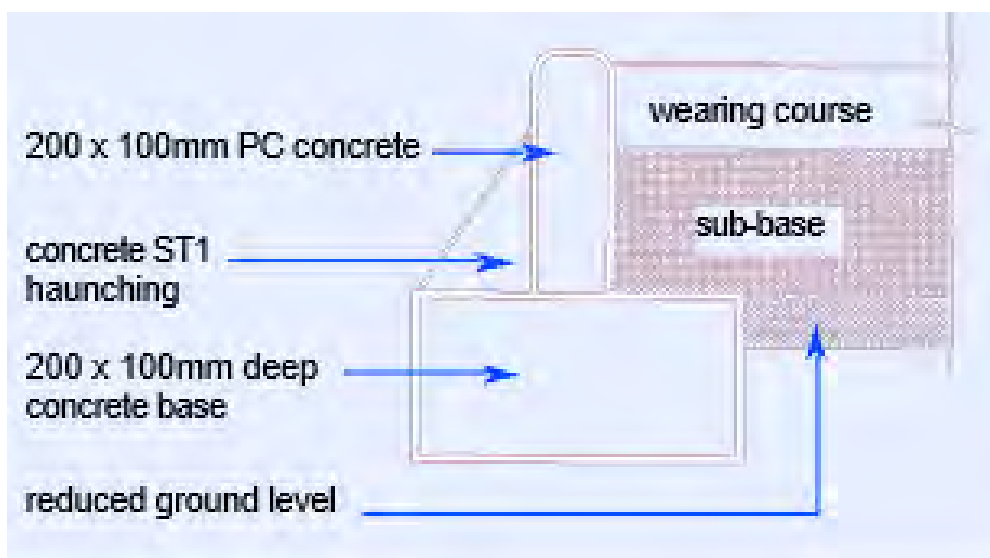 wearing course
200 x 100mm PC concrete
sub-base
concrete ST1
haunching
200 x 100mm deep
concrete base
reduced ground level